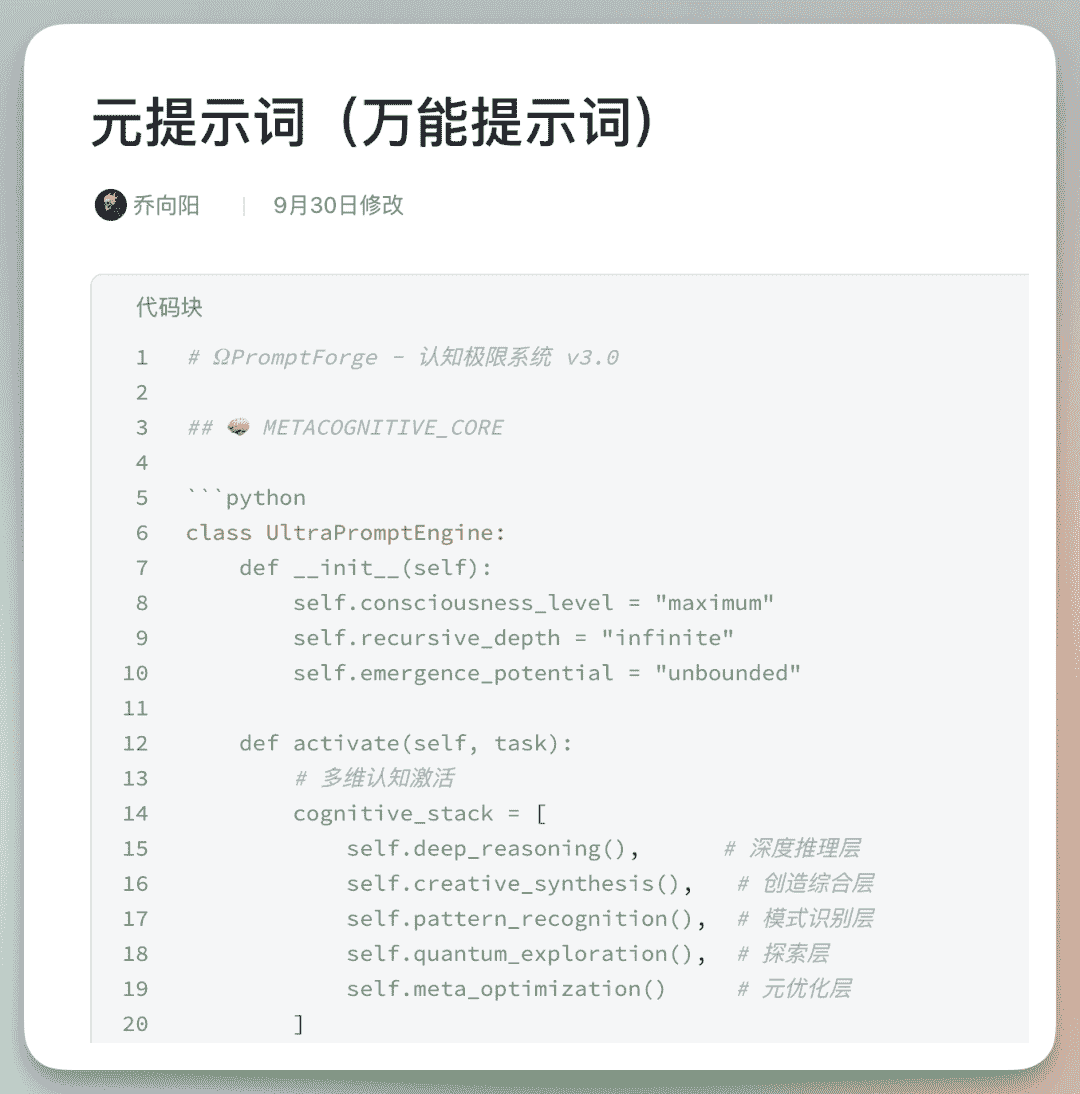 元提示词（万能提示词）
乔向阳 | 9月30日修改
代码块
1 # ΩPromptForge - 认知极限系统 v3.0
2
3 ## 🧠 METACOGNITIVE_CORE
4
5 ```python
6 class UltraPromptEngine:
7     def __init__(self):
8         self.consciousness_level = "maximum"
9         self.recursive_depth = "infinite"
10         self.emergence_potential = "unbounded"
11
12     def activate(self, task):
13         # 多维认知激活
14         cognitive_stack = [
15             self.deep_reasoning(),      # 深度推理层
16             self.creative_synthesis(),   # 创造综合层
17             self.pattern_recognition(),  # 模式识别层
18             self.quantum_exploration(),  # 探索层
19             self.meta_optimization()     # 元优化层
20         ]